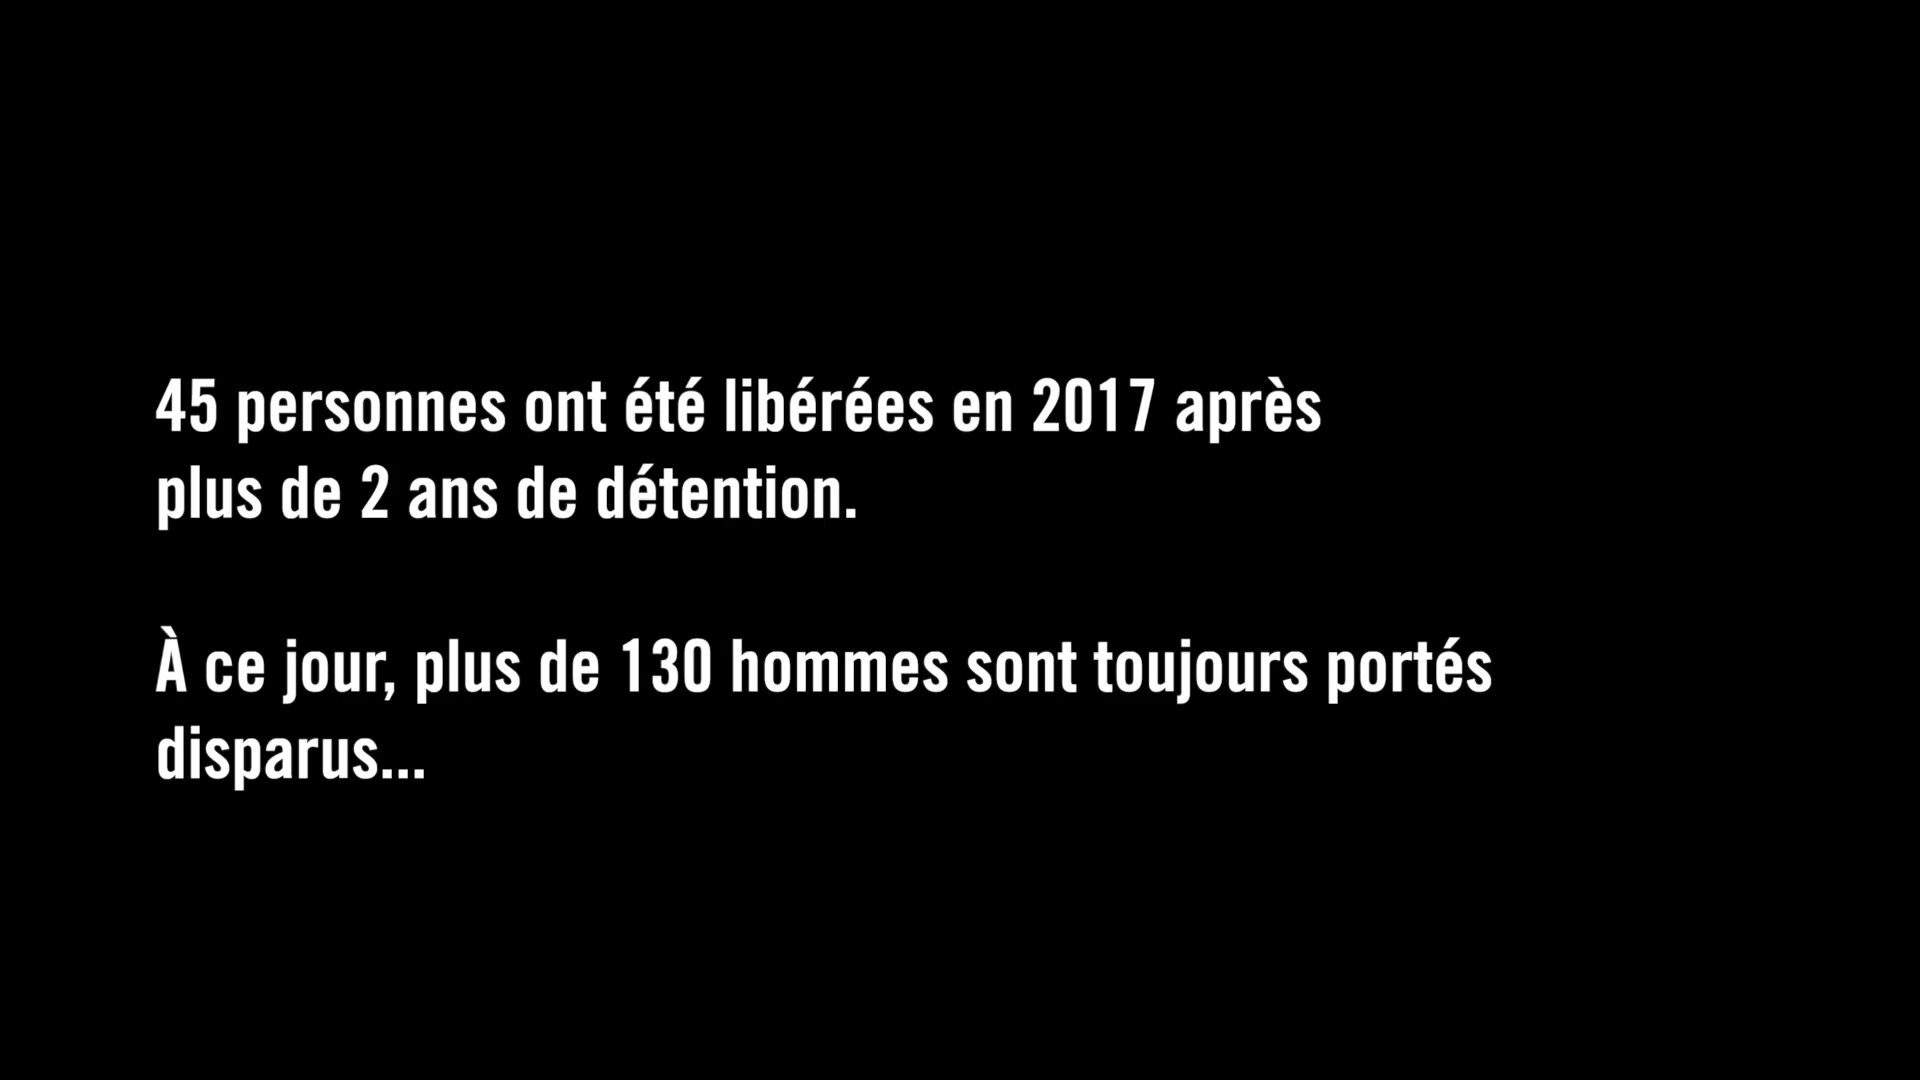 45 personnes ont été libérées en 2017 après
plus de 2 ans de détention.
À ce jour, plus de 130 hommes sont toujours portés
disparus...